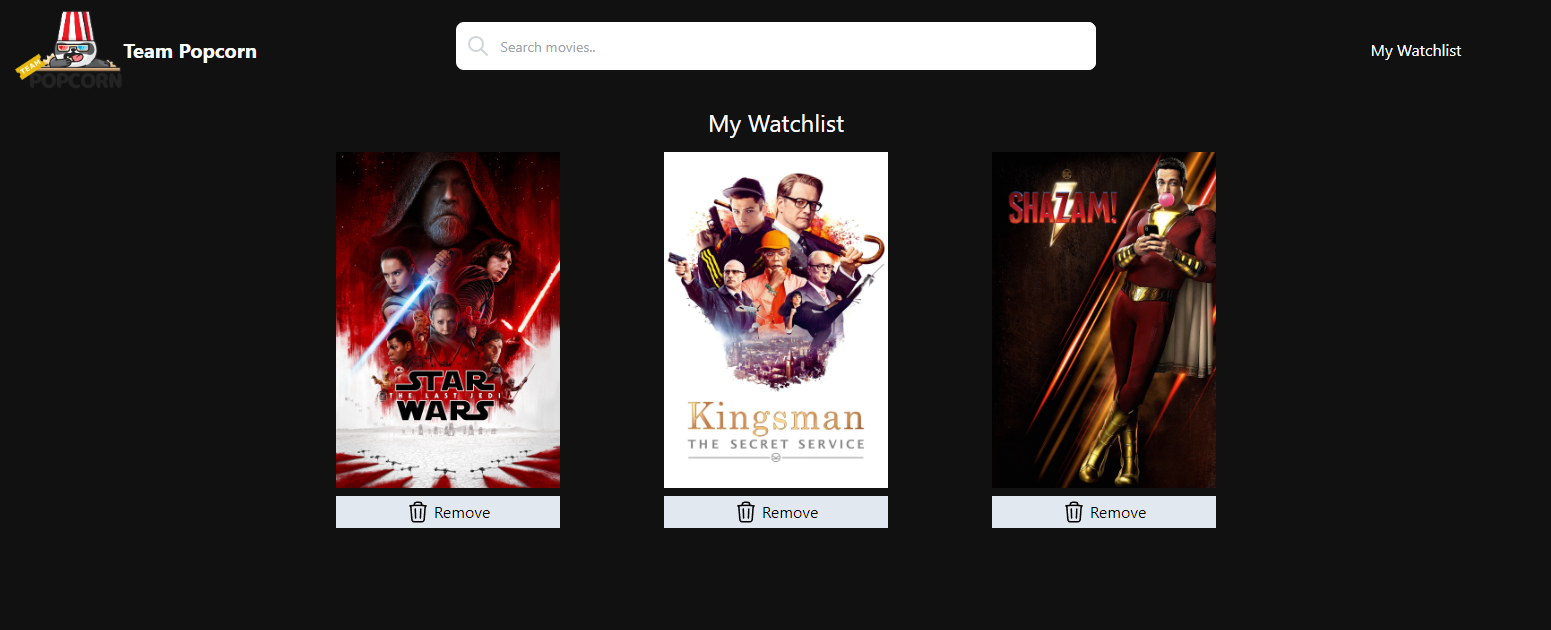 TEAM
POPCORN
Team Popcorn
Search movies..
My Watchlist
My Watchlist
STAR
THE LAST JEDI
WARS
Kingsman
THE SECRET SERVICE
SHAZAM!
Remove
Remove
Remove